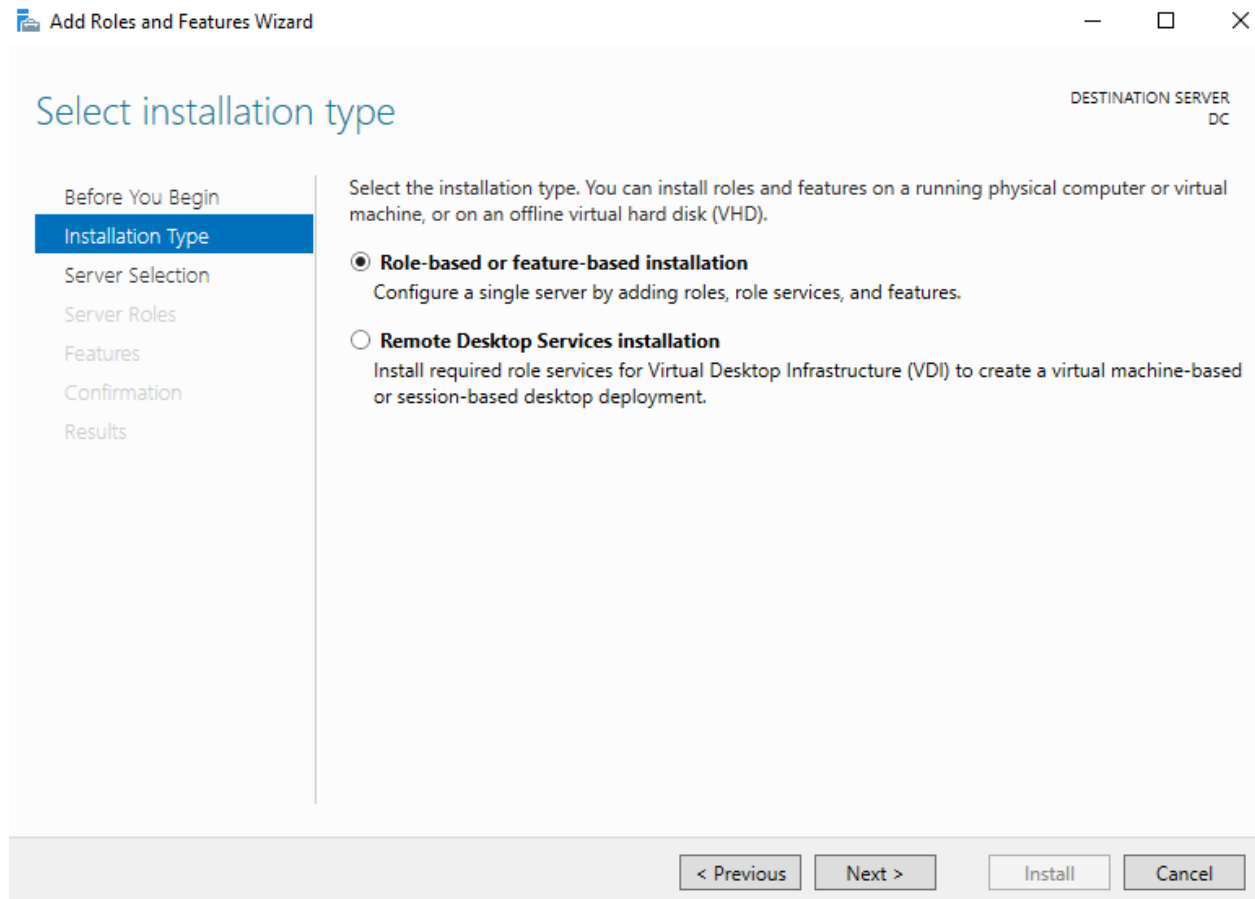 Add Roles and Features Wizard
Select installation type
DESTINATION SERVER
DC
Before You Begin
Installation Type
Server Selection
Server Roles
Features
Confirmation
Results
Select the installation type. You can install roles and features on a running physical computer or virtual
machine, or on an offline virtual hard disk (VHD).
Role-based or feature-based installation
Configure a single server by adding roles, role services, and features.
Remote Desktop Services installation
Install required role services for Virtual Desktop Infrastructure (VDI) to create a virtual machine-based
or session-based desktop deployment.
< Previous Next > Install Cancel